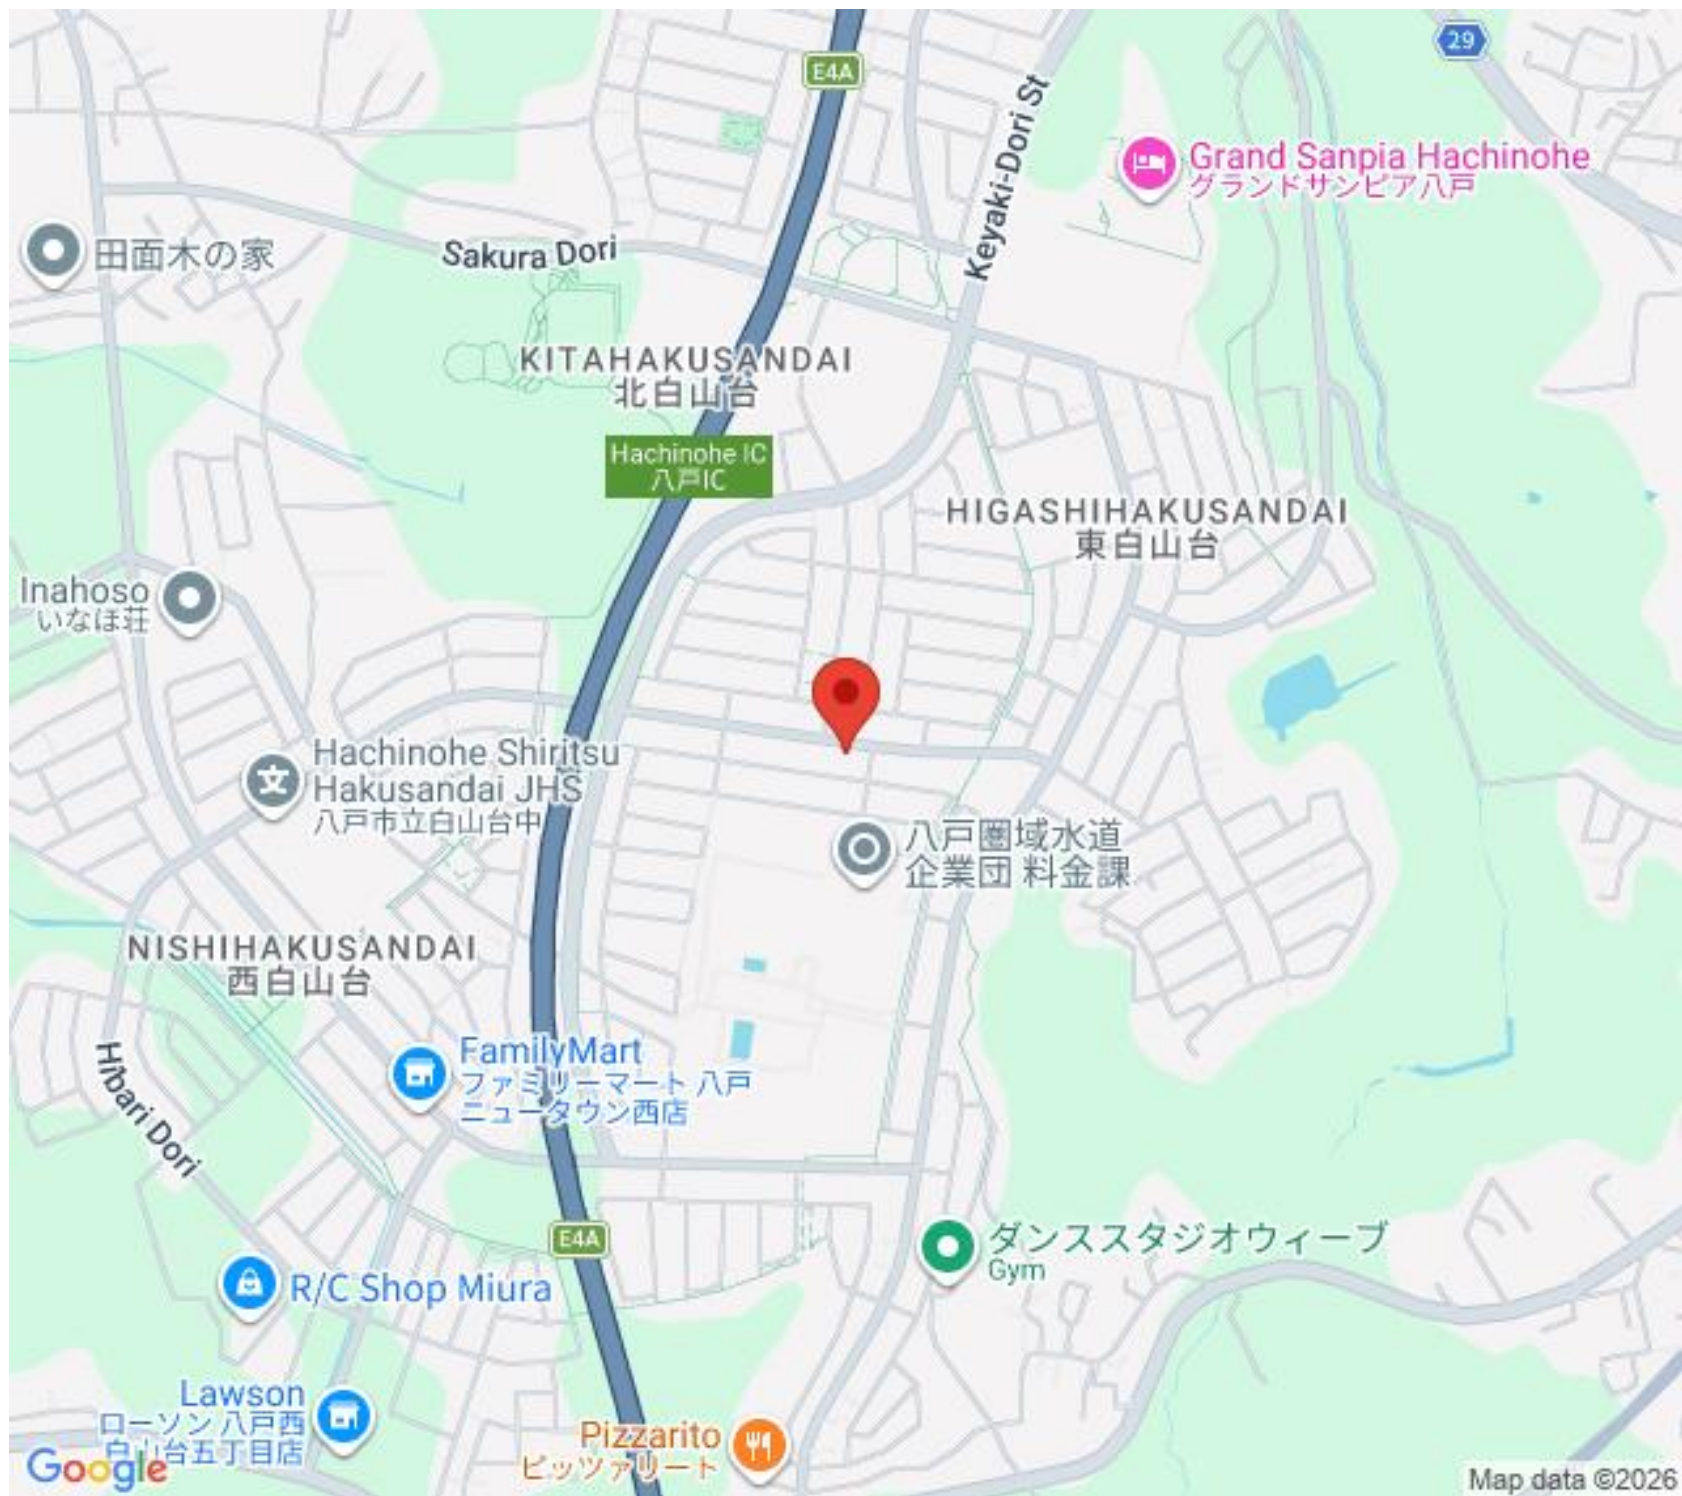 E4A
29
Keyaki-Dori St
Grand Sanpia Hachinohe
グランドサンピア八戸
田面木の家
Sakura Dori
KITAHAKUSANDAI
北白山台
Hachinohe IC
八戸IC
HIGASHIHAKUSANDAI
東白山台
Inahoso
いなほ荘
Hachinohe Shiritsu
Hakusandai JHS
八戸市立白山台中
文
八戸圏域水道
企業団 料金課
NISHIHAKUSANDAI
西白山台
FamilyMart
ファミリーマート 八戸
ニュータウン西店
Hibari Dori
E4A
ダンススタジオウィーブ
Gym
R/C Shop Miura
Lawson
ローソン 八戸西
白山台五丁目店
Pizzarito
ピッツァリート
Google
Map data ©2026